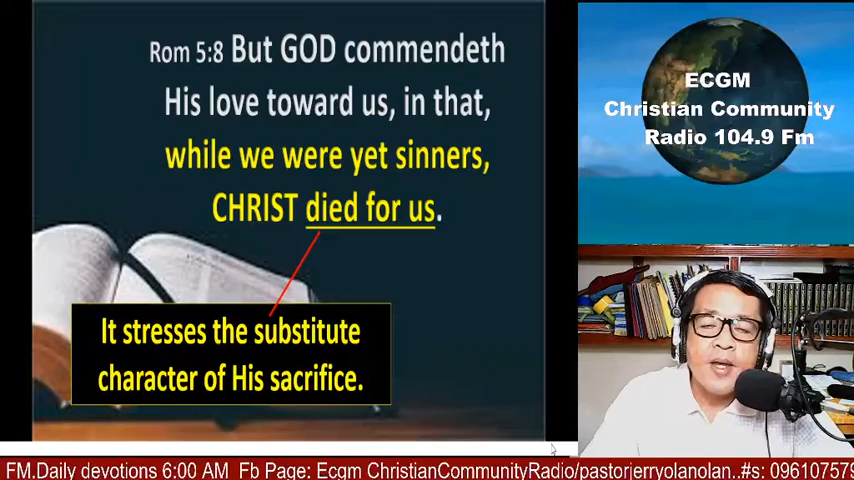 Rom 5:8 But GOD commendeth
His love toward us, in that,
while we were yet sinners,
CHRIST died for us.
It stresses the substitute
character of His sacrifice.
ECGM
Christian Community
Radio 104.9 Fm
FM.Daily devotions 6:00 AM Fb Page: Ecgm ChristianCommunityRadio/pastorjerryolanolan..#s: 096107579